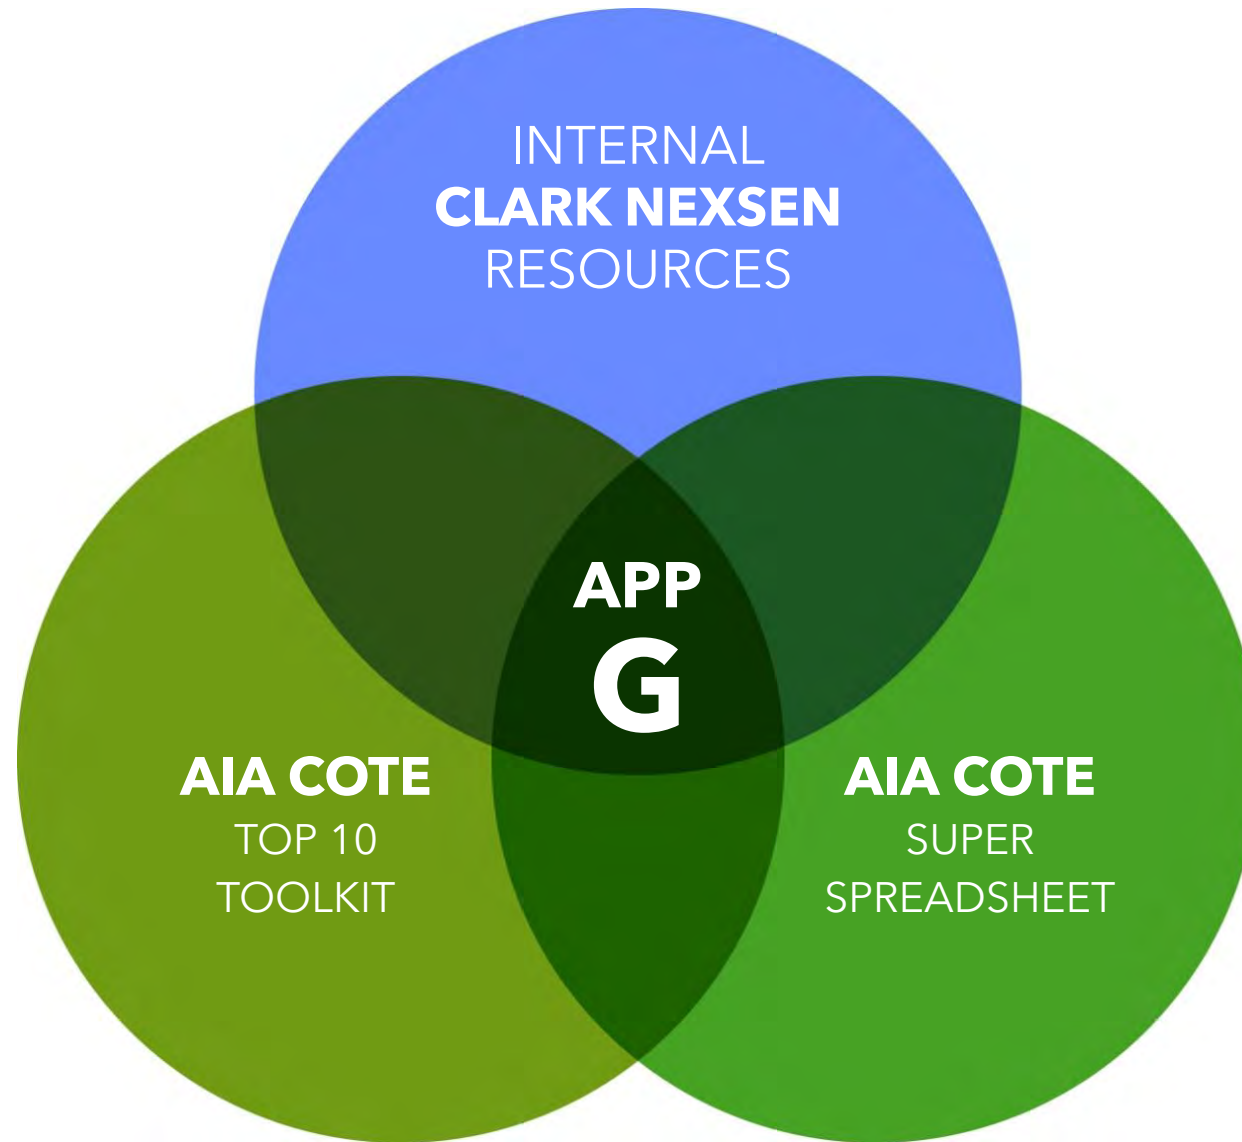 INTERNAL
CLARK NEXSEN
RESOURCES
APP
G
AIA COTE
TOP 10
TOOLKIT
AIA COTE
SUPER
SPREADSHEET